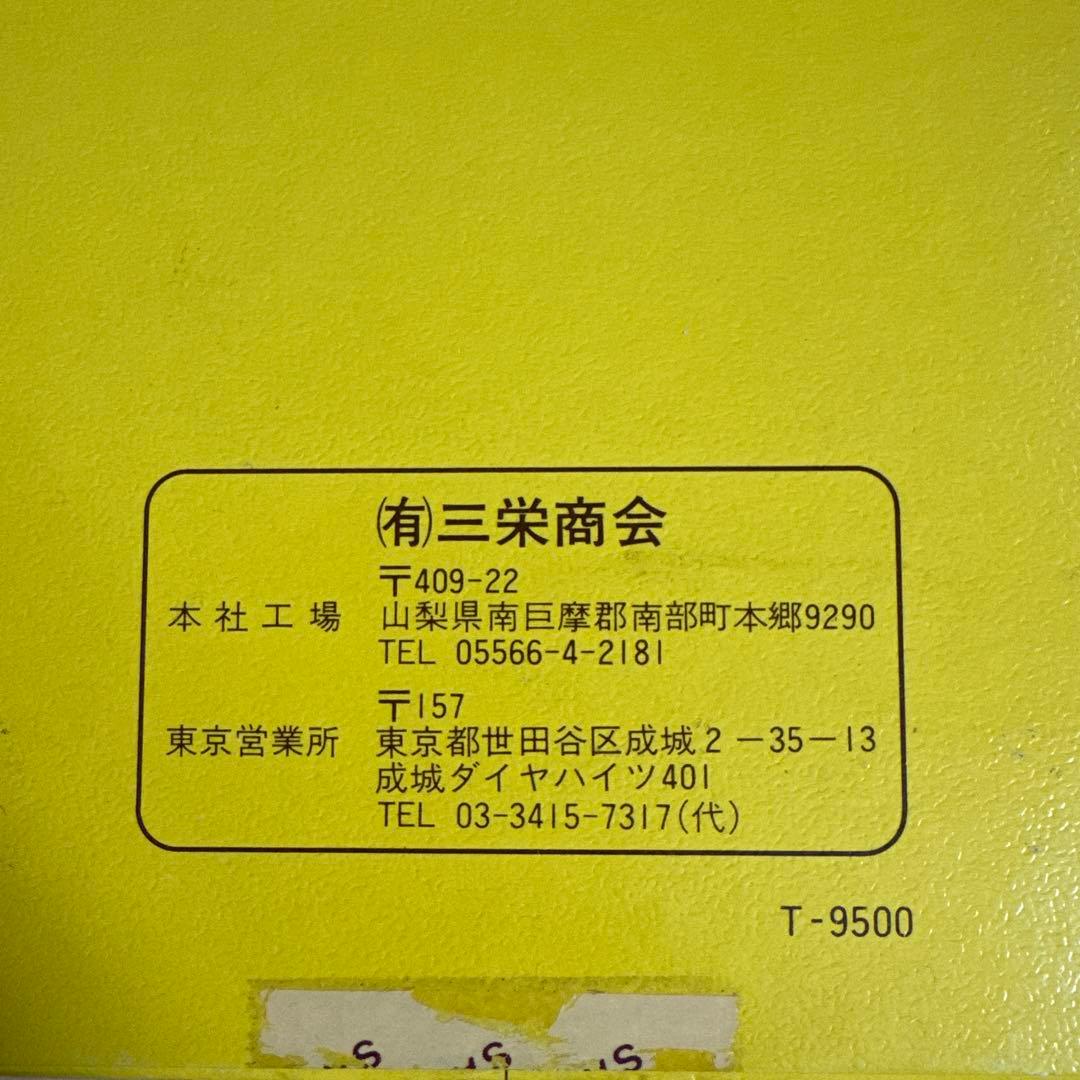 ㈲三栄商会
〒409-22
本社工場 山梨県南巨摩郡南部町本郷9290
TEL 05566-4-2181
〒157
東京営業所 東京都世田谷区成城2-35-13
成城ダイヤハイツ401
TEL 03-3415-7317(代)
T-9500